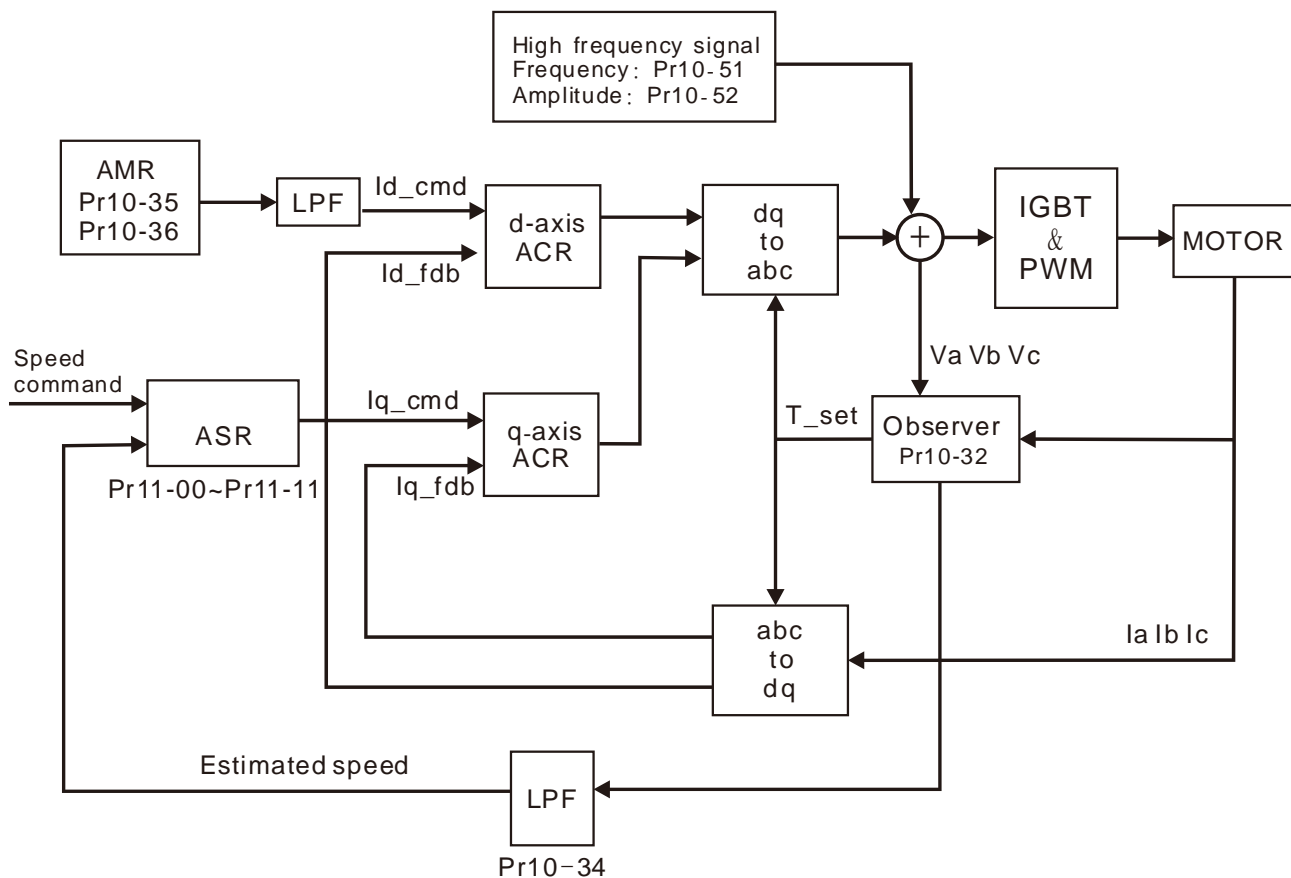 High frequency signal
Frequency: Pr10-51
Amplitude: Pr10-52
AMR
Pr10-35
Pr10-36
LPF
Id_cmd
Id_fdb
d-axis
ACR
dq
to
abc
+
IGBT
&
PWM
MOTOR
Speed
command
ASR
Pr11-00~Pr11-11
Iq_cmd
Iq_fdb
q-axis
ACR
T_set
Va Vb Vc
Observer
Pr10-32
abc
to
dq
Ia Ib Ic
Estimated speed
LPF
Pr10-34